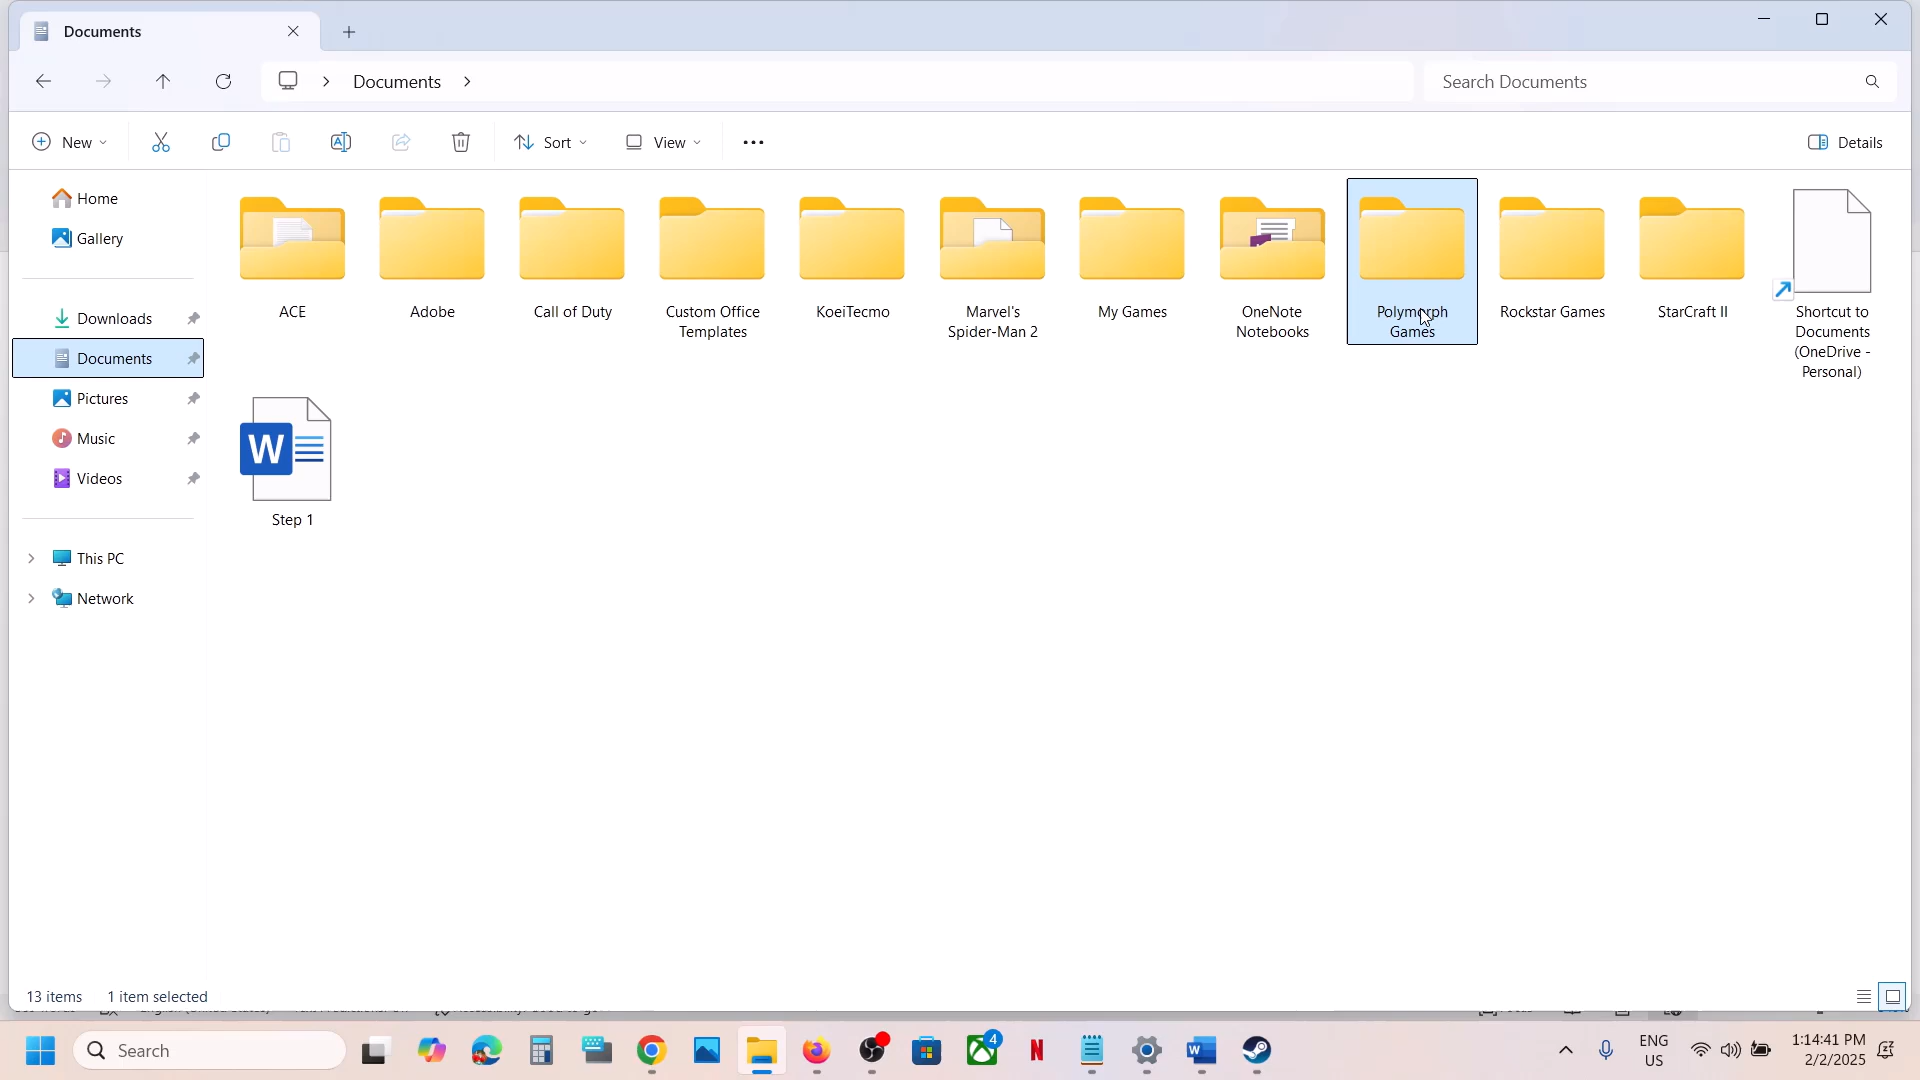 Documents
Documents
Search Documents
New
Sort
View
Details
Home
Gallery
Downloads
Documents
Pictures
Music
Videos
This PC
Network
ACE
Adobe
Call of Duty
Custom Office
Templates
KoeiTecmo
Marvel's
Spider-Man 2
My Games
OneNote
Notebooks
Polymorph
Games
Rockstar Games
StarCraft II
Shortcut to
Documents
(OneDrive -
Personal)
W
Step 1
13 items 1 item selected
Search
4
N
W
ENG
US
1:14:41 PM
2/2/2025